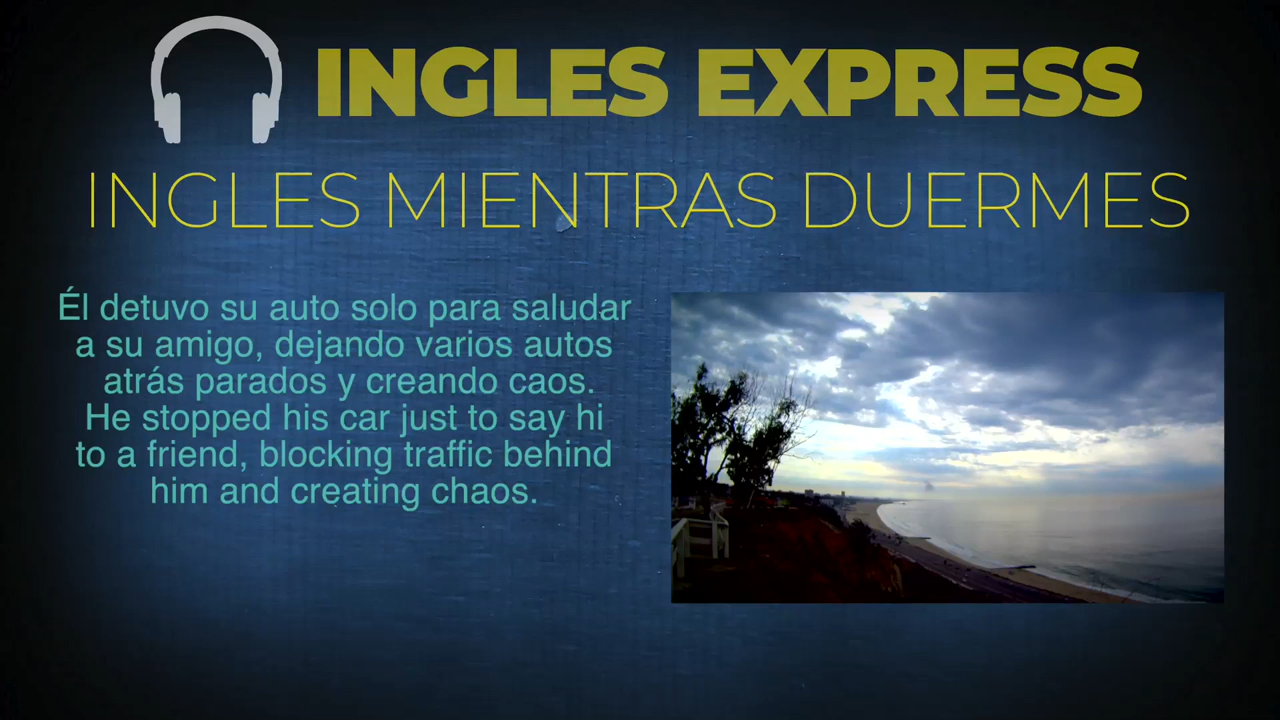 INGLES EXPRESS
INGLES MIENTRAS DUERMES
Él detuvo su auto solo para saludar
a su amigo, dejando varios autos
atrás parados y creando caos.
He stopped his car just to say hi
to a friend, blocking traffic behind
him and creating chaos.